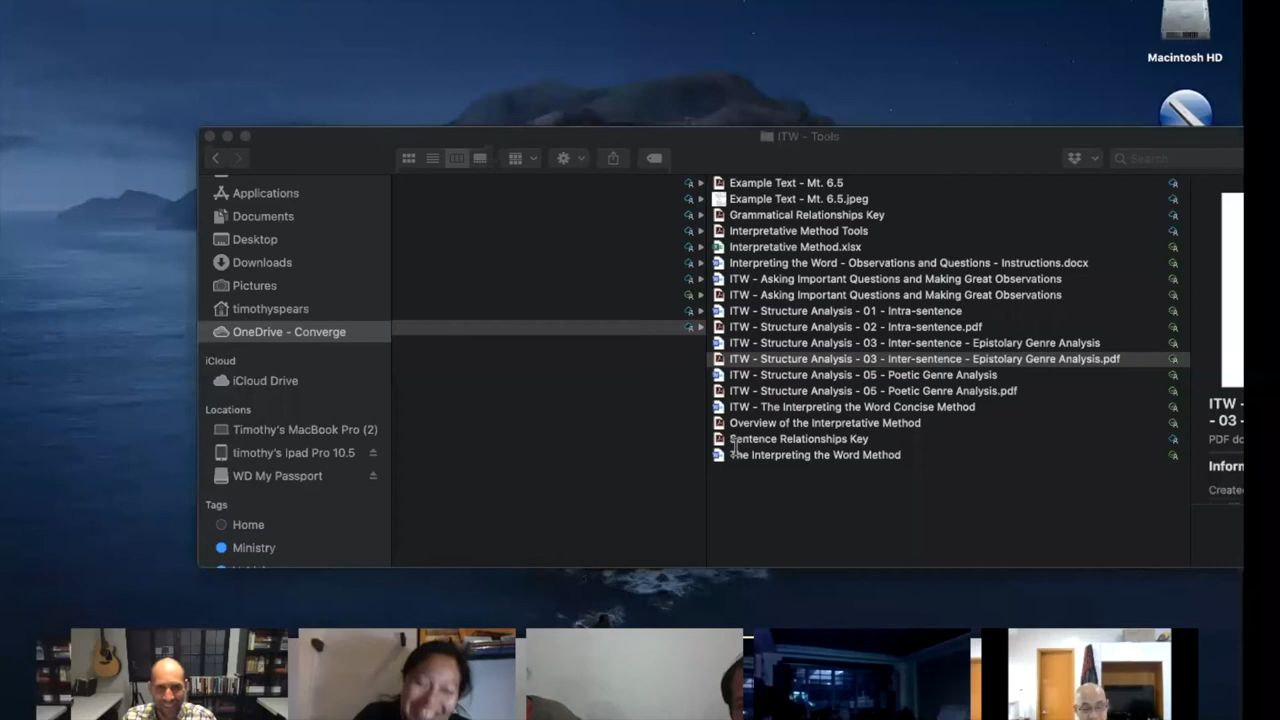 Macintosh HD
ITW - Tools
Search
Applications
Documents
Desktop
Downloads
Pictures
timothyspears
OneDrive - Converge
iCloud
iCloud Drive
Locations
Timothy's MacBook Pro (2)
timothy's Ipad Pro 10.5
WD My Passport
Tags
Home
Ministry
Example Text - Mt. 6.5
Example Text - Mt. 6.5.jpeg
Grammatical Relationships Key
Interpretative Method Tools
Interpretative Method.xlsx
Interpreting the Word - Observations and Questions - Instructions.docx
ITW - Asking Important Questions and Making Great Observations
ITW - Asking Important Questions and Making Great Observations
ITW - Structure Analysis - 01 - Intra-sentence
ITW - Structure Analysis - 02 - Intra-sentence.pdf
ITW - Structure Analysis - 03 - Inter-sentence - Epistolary Genre Analysis
ITW - Structure Analysis - 03 - Inter-sentence - Epistolary Genre Analysis.pdf
ITW - Structure Analysis - 05 - Poetic Genre Analysis
ITW - Structure Analysis - 05 - Poetic Genre Analysis.pdf
ITW - The Interpreting the Word Concise Method
Overview of the Interpretative Method
Sentence Relationships Key
The Interpreting the Word Method
ITW -
- 03 -
PDF do
Inform
Create